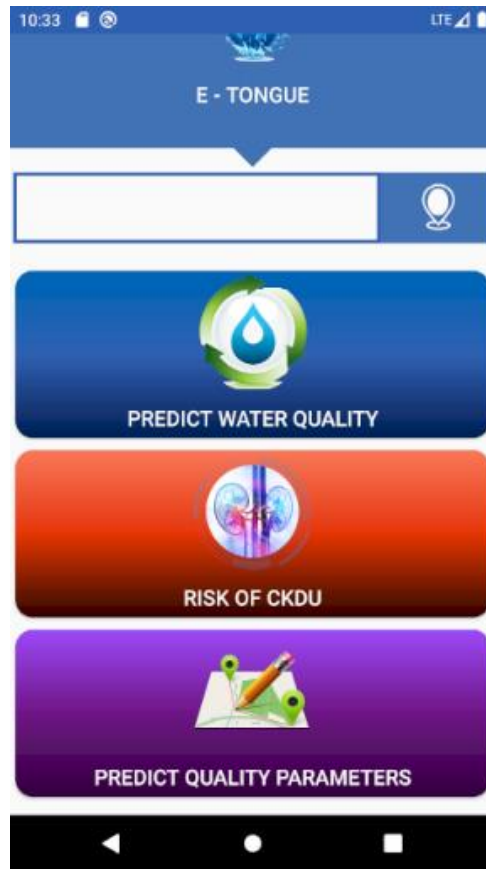 10:33 LTE
E - TONGUE
PREDICT WATER QUALITY
RISK OF CKDU
PREDICT QUALITY PARAMETERS